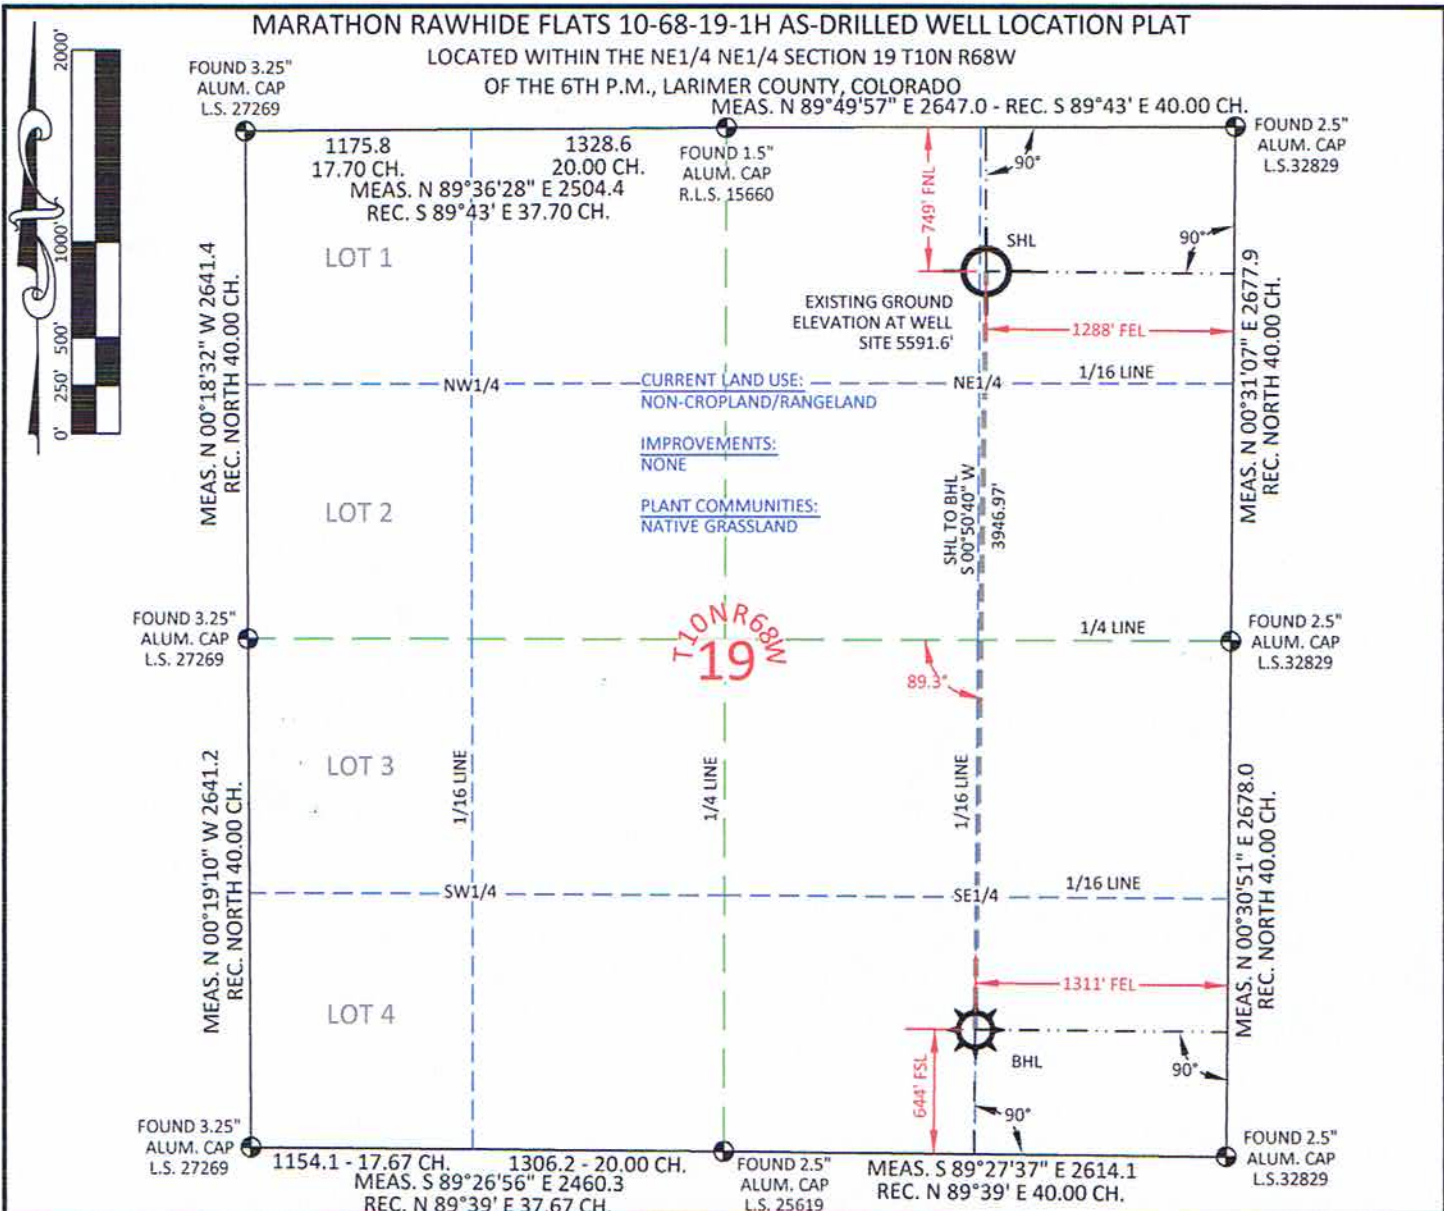 MARATHON RAWHIDE FLATS 10-68-19-1H AS-DRILLED WELL LOCATION PLAT
LOCATED WITHIN THE NE1/4 NE1/4 SECTION 19 T10N R68W
OF THE 6TH P.M., LARIMER COUNTY, COLORADO
MEAS. N 89°49'57" E 2647.0 - REC. S 89°43' E 40.00 CH.
2000'
1000'
500'
250'
0'
FOUND 3.25"
ALUM. CAP
L.S. 27269
1175.8
17.70 CH.
1328.6
20.00 CH.
MEAS. N 89°36'28" E 2504.4
REC. S 89°43' E 37.70 CH.
FOUND 1.5"
ALUM. CAP
R.L.S. 15660
FOUND 2.5"
ALUM. CAP
L.S.32829
749' FNL
90°
SHL
90°
LOT 1
EXISTING GROUND
ELEVATION AT WELL
SITE 5591.6'
1288' FEL
MEAS. N 00°18'32" W 2641.4
REC. NORTH 40.00 CH.
MEAS. N 00°31'07" E 2677.9
REC. NORTH 40.00 CH.
NW1/4
NE1/4
1/16 LINE
CURRENT LAND USE:
NON-CROPLAND/RANGELAND
IMPROVEMENTS:
NONE
PLANT COMMUNITIES:
NATIVE GRASSLAND
LOT 2
SHL TO BHL
S 00°50'40" W
3946.97'
FOUND 3.25"
ALUM. CAP
L.S. 27269
T10NR68W
19
1/4 LINE
FOUND 2.5"
ALUM. CAP
L.S.32829
89.3°
LOT 3
1/16 LINE
1/4 LINE
1/16 LINE
MEAS. N 00°19'10" W 2641.2
REC. NORTH 40.00 CH.
MEAS. N 00°30'51" E 2678.0
REC. NORTH 40.00 CH.
SW1/4
SE1/4
1/16 LINE
1311' FEL
LOT 4
BHL
644' FSL
90°
90°
FOUND 3.25"
ALUM. CAP
L.S. 27269
1154.1 - 17.67 CH.
1306.2 - 20.00 CH.
MEAS. S 89°26'56" E 2460.3
REC. N 89°39' E 37.67 CH.
FOUND 2.5"
ALUM. CAP
L.S. 25619
MEAS. S 89°27'37" E 2614.1
REC. N 89°39' E 40.00 CH.
FOUND 2.5"
ALUM. CAP
L.S.32829